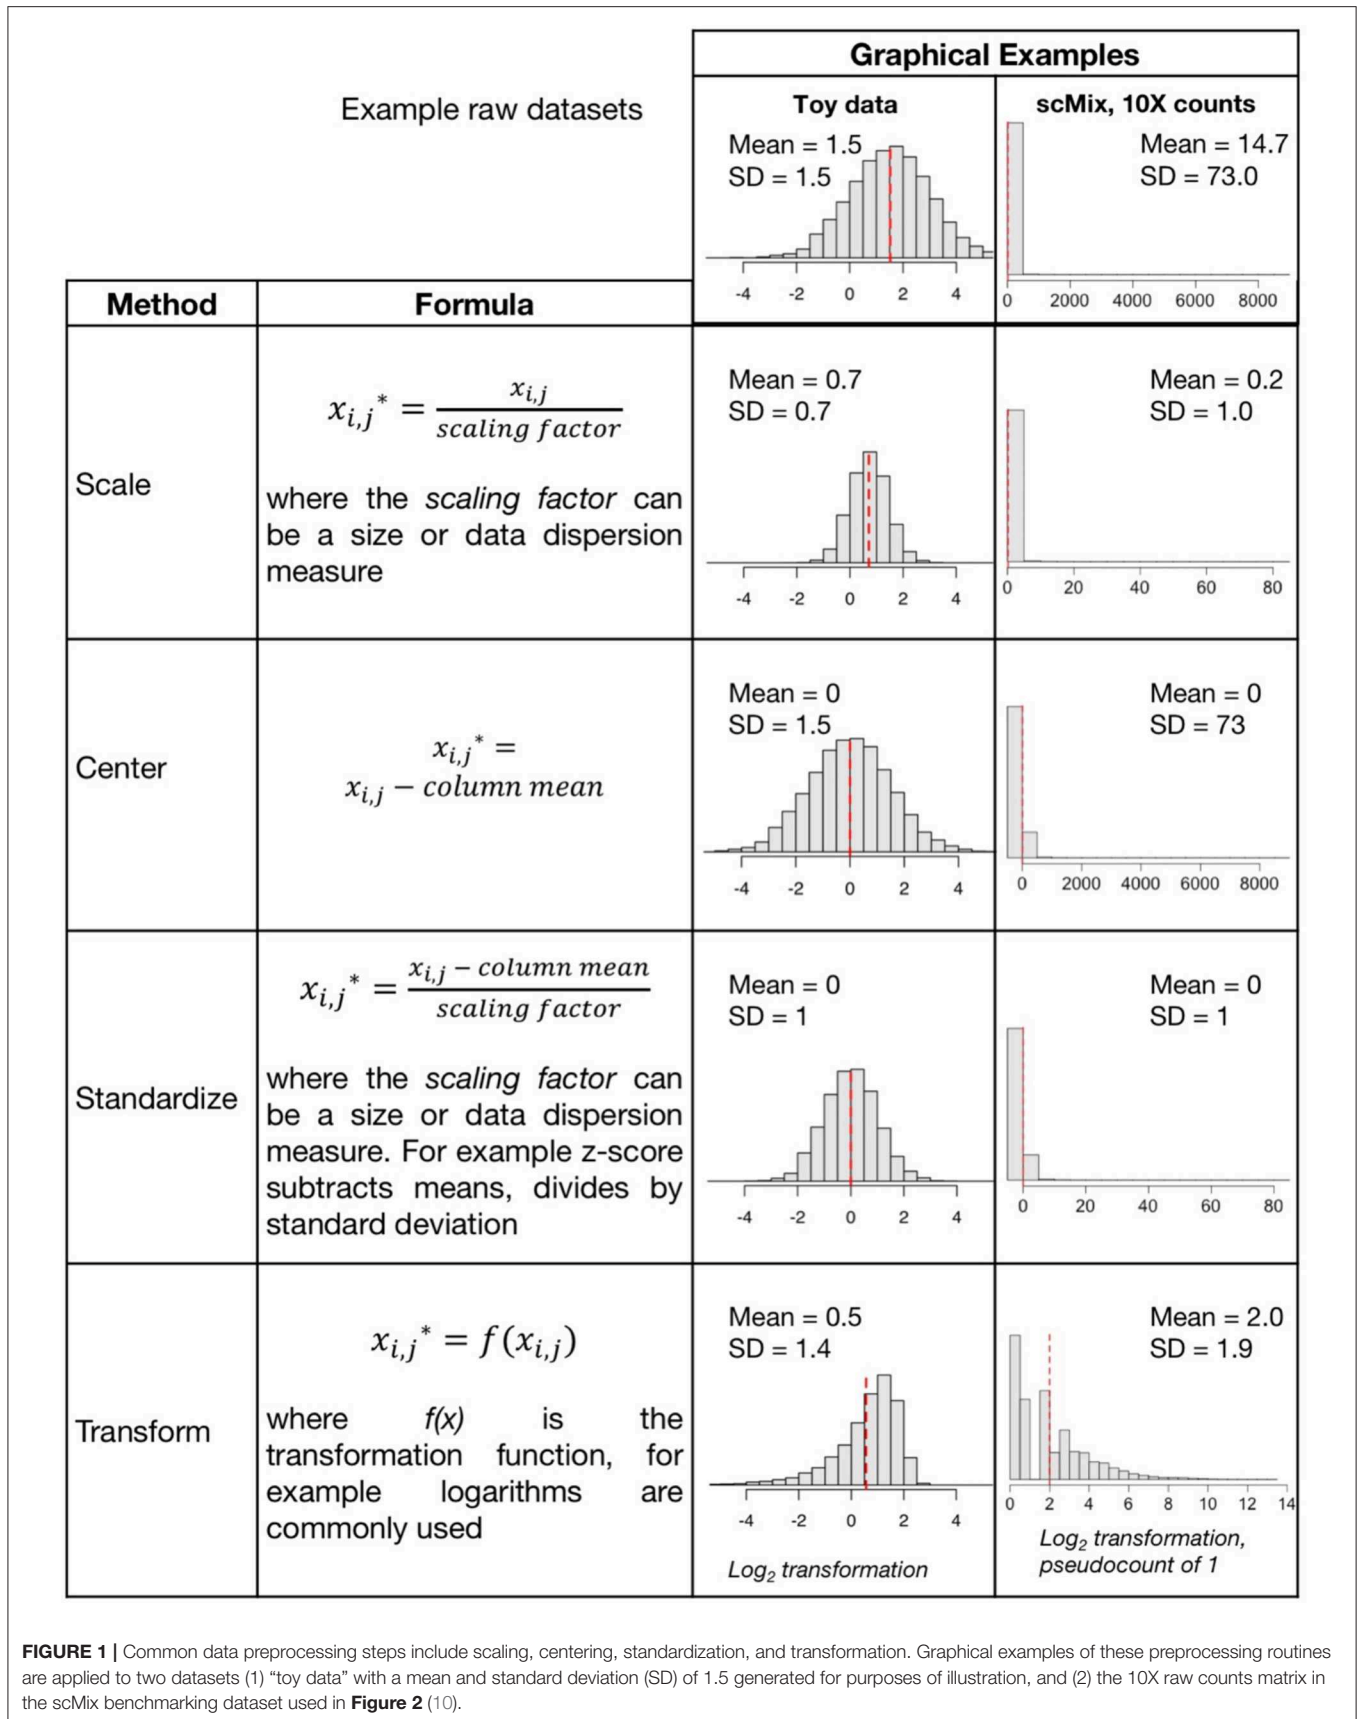 Graphical Examples
Example raw datasets
Toy data
Mean = 1.5
SD = 1.5
-4 -2 0 2 4
scMix, 10X counts
Mean = 14.7
SD = 73.0
0 2000 4000 6000 8000
Method
Formula
Scale
x_{i,j}^* = \frac{x_{i,j}}{scaling factor}
where the scaling factor can
be a size or data dispersion
measure
Mean = 0.7
SD = 0.7
-4 -2 0 2 4
Mean = 0.2
SD = 1.0
0 20 40 60 80
Center
x_{i,j}^* =
x_{i,j} − column mean
Mean = 0
SD = 1.5
-4 -2 0 2 4
Mean = 0
SD = 73
0 2000 4000 6000 8000
Standardize
x_{i,j}^* = \frac{x_{i,j} − column mean}{scaling factor}
where the scaling factor can
be a size or data dispersion
measure. For example z-score
subtracts means, divides by
standard deviation
Mean = 0
SD = 1
-4 -2 0 2 4
Mean = 0
SD = 1
0 20 40 60 80
Transform
x_{i,j}^* = f(x_{i,j})
where f(x) is the
transformation function, for
example logarithms are
commonly used
Mean = 0.5
SD = 1.4
-4 -2 0 2 4
Log₂ transformation
Mean = 2.0
SD = 1.9
0 2 4 6 8 10 12 14
Log₂ transformation,
pseudocount of 1
FIGURE 1 | Common data preprocessing steps include scaling, centering, standardization, and transformation. Graphical examples of these preprocessing routines
are applied to two datasets (1) “toy data” with a mean and standard deviation (SD) of 1.5 generated for purposes of illustration, and (2) the 10X raw counts matrix in
the scMix benchmarking dataset used in Figure 2 (10).